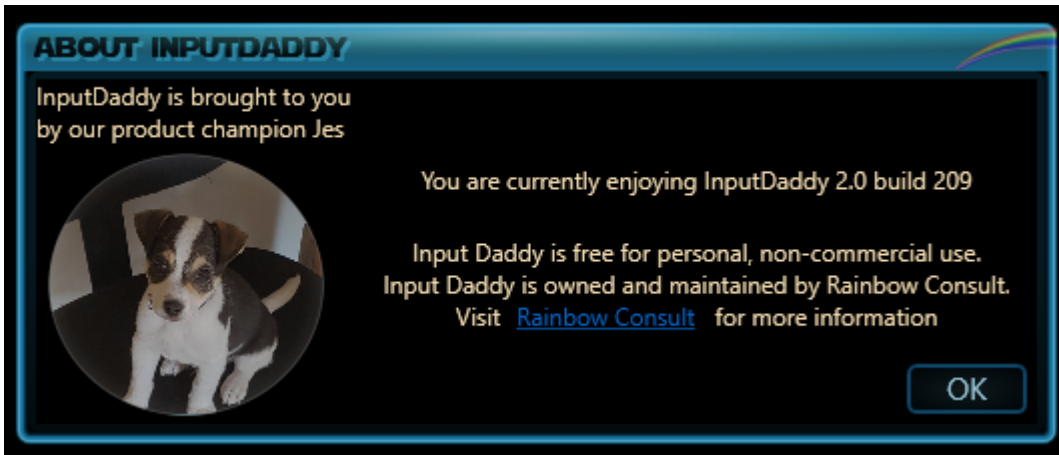 ABOUT INPUTDADDY
InputDaddy is brought to you
by our product champion Jes
You are currently enjoying InputDaddy 2.0 build 209
Input Daddy is free for personal, non-commercial use.
Input Daddy is owned and maintained by Rainbow Consult.
Visit Rainbow Consult for more information
OK